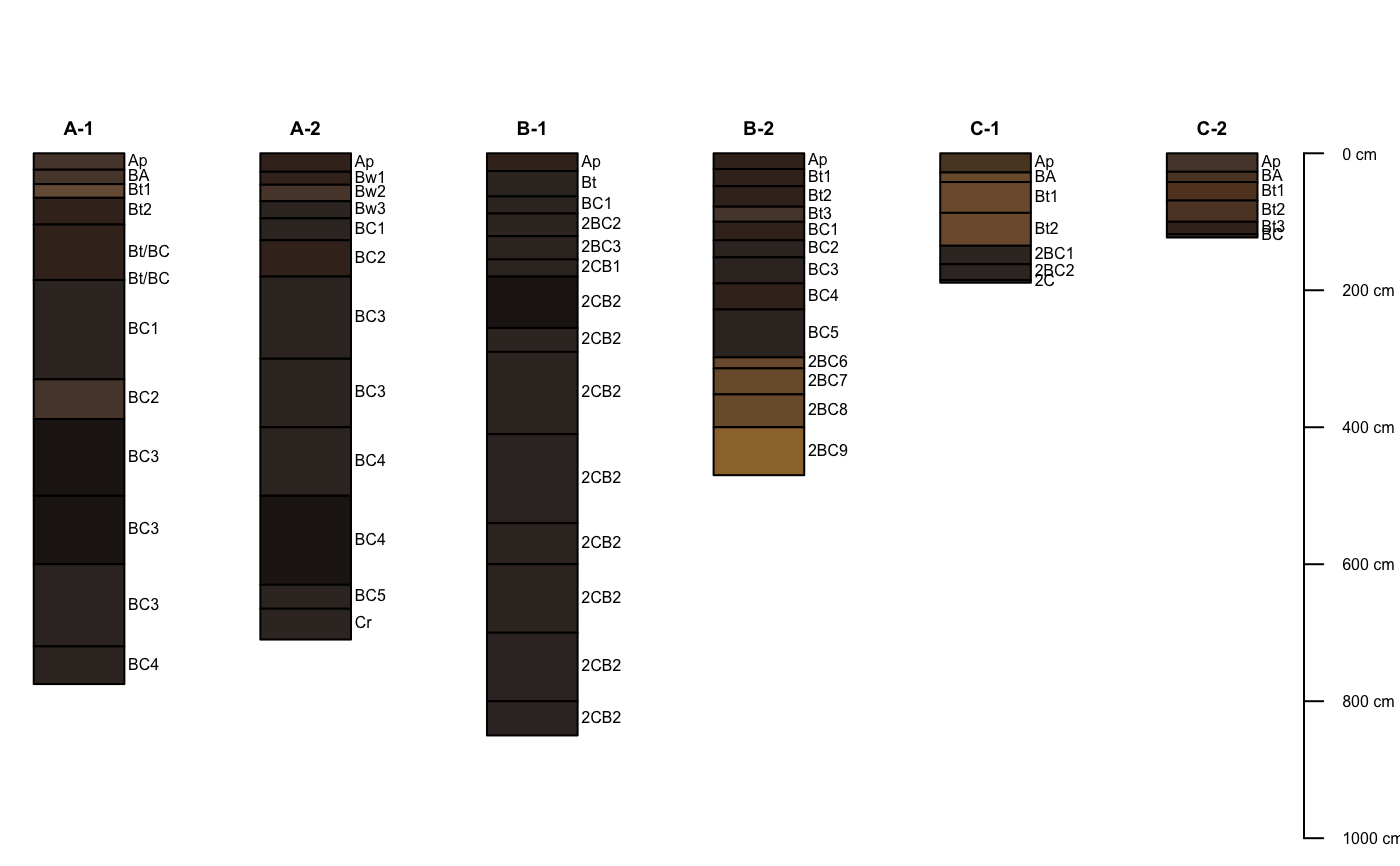 A-1
A-2
B-1
B-2
C-1
C-2
Ap
BA
Bt1
Bt2
Bt/BC
Bt/BC
BC1
BC2
BC3
BC3
BC3
BC4
Ap
Bw1
Bw2
Bw3
BC1
BC2
BC3
BC3
BC4
BC4
BC5
Cr
Ap
Bt
BC1
2BC2
2BC3
2CB1
2CB2
2CB2
2CB2
2CB2
2CB2
2CB2
2CB2
2CB2
Ap
Bt1
Bt2
Bt3
BC1
BC2
BC3
BC4
BC5
2BC6
2BC7
2BC8
2BC9
Ap
BA
Bt1
Bt2
2BC1
2BC2
2C
Ap
BA
Bt1
Bt2
Bt3
BC
0 cm
200 cm
400 cm
600 cm
800 cm
1000 cm